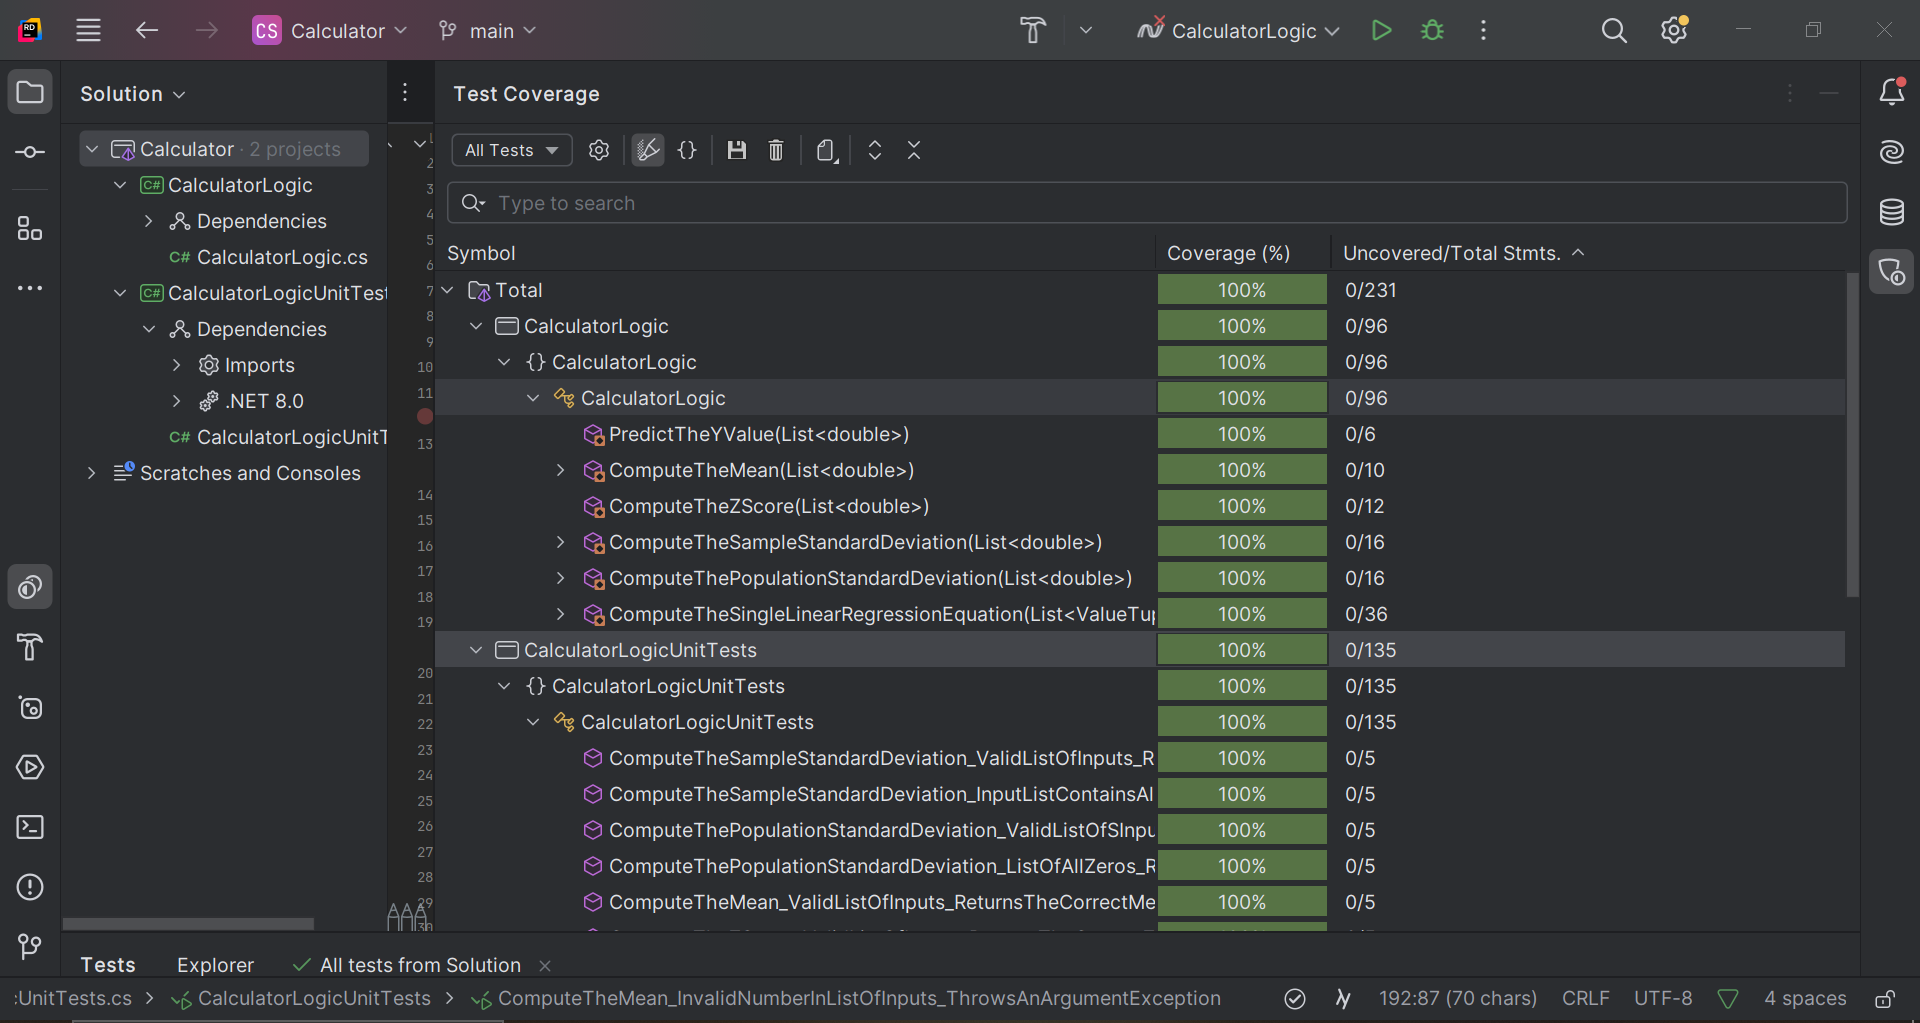 CS Calculator main CalculatorLogic
Solution
Test Coverage
Calculator · 2 projects
All Tests
CalculatorLogic
Type to search
Dependencies
CalculatorLogic.cs
Symbol Coverage (%) Uncovered/Total Stmts.
CalculatorLogicUnitTest
Total 100% 0/231
Dependencies
CalculatorLogic 100% 0/96
Imports
CalculatorLogic 100% 0/96
.NET 8.0
CalculatorLogic 100% 0/96
CalculatorLogicUnitT
PredictTheYValue(List<double>) 100% 0/6
Scratches and Consoles
ComputeTheMean(List<double>) 100% 0/10
ComputeTheZScore(List<double>) 100% 0/12
ComputeTheSampleStandardDeviation(List<double>) 100% 0/16
ComputeThePopulationStandardDeviation(List<double>) 100% 0/16
ComputeTheSingleLinearRegressionEquation(List<ValueTup 100% 0/36
CalculatorLogicUnitTests 100% 0/135
CalculatorLogicUnitTests 100% 0/135
CalculatorLogicUnitTests 100% 0/135
ComputeTheSampleStandardDeviation_ValidListOfInputs_R 100% 0/5
ComputeTheSampleStandardDeviation_InputListContainsAl 100% 0/5
ComputeThePopulationStandardDeviation_ValidListOfSInpu 100% 0/5
ComputeThePopulationStandardDeviation_ListOfAllZeros_R 100% 0/5
ComputeTheMean_ValidListOfInputs_ReturnsTheCorrectMe 100% 0/5
2
3
4
5
6
7
8
9
10
11
13
14
15
16
17
18
19
20
21
22
23
24
25
26
27
28
29
30
Tests Explorer All tests from Solution
:UnitTests.cs CalculatorLogicUnitTests ComputeTheMean_InvalidNumberInListOfInputs_ThrowsAnArgumentException 192:87 (70 chars) CRLF UTF-8 4 spaces